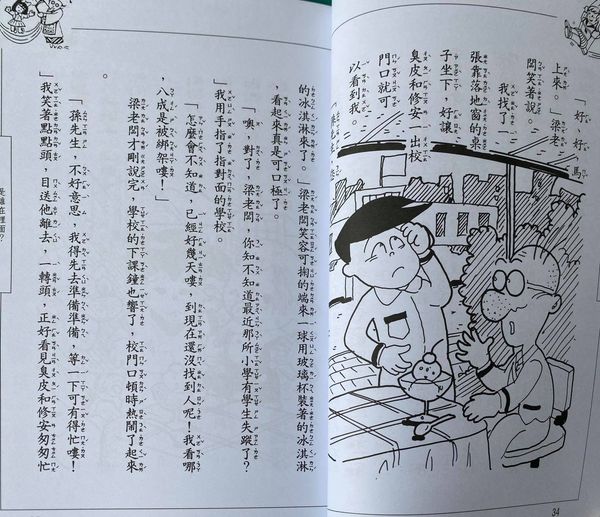 「好、好，馬
上來。」梁老
闆笑著說。
我找了一
張靠落地窗的桌
子坐下，好讓
臭皮和修安一出校
門口就可
以看到我。
34
的冰淇淋來了。」梁老闆笑容可掬的端來一球用玻璃杯裝著的冰淇淋
，看起來真是可口極了。
「噢，對了，梁老闆，你知不知道最近那所小學有學生失蹤了？
」我用手指了指對面的學校。
「怎麼會不知道，已經好幾天嘍，到現在還沒找到人呢！我看哪
，八成是被綁架嘍！」
梁老闆才剛說完，學校的下課鐘也響了，校門口頓時熱鬧了起來
。
「孫先生，不好意思，我得先去準備準備，等一下可有得忙嘍！
」我笑著點點頭，目送他離去，一轉頭，正好看見臭皮和修安匆匆忙
是誰在裡面？